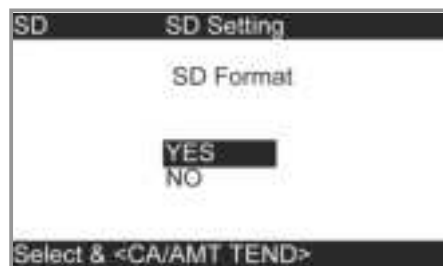 SD SD Setting
SD Format
YES
NO
Select & <CA/AMT TEND>